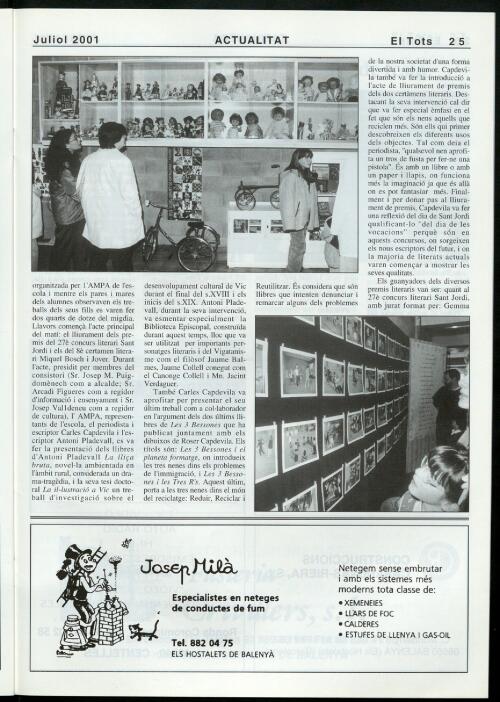 Juliol 2001
ACTUALITAT
El Tots 25
organitzada per l'AMPA de l'es-
cola i mentre els pares i mares
dels alumnes observaven els tre-
balls dels seus fills es varen fer
dos quarts de dotze del migdia.
Llavors començà l'acte principal
del matí: el lliurament dels pre-
mis del 27è concurs literari Sant
Jordi i els del 8è certamen litera-
ri Miquel Bosch i Jover. Durant
l'acte, presidit per membres del
consistori (Sr. Josep M. Puig-
domènech com a alcalde; Sr.
Arcadi Figueres com a regidor
d'informació i ensenyament i Sr.
Josep Valldeneu com a regidor
de cultura), l' AMPA, represen-
tants de l'escola, el periodista i
escriptor Carles Capdevila i l'es-
criptor Antoni Pladevall, es va
fer la presentació dels llibres
d'Antoni Pladevall La lliça
bruta, novel·la ambientada en
l'àmbit rural, considerada un dra-
ma-tragèdia, i la seva tesi docto-
ral La il·lustració a Vic un tre-
ball d'investigació sobre el
desenvolupament cultural de Vic
durant el final del s.XVIII i els
inicis del s.XIX. Antoni Plade-
vall, durant la seva intervenció,
va esmentar especialment la
Biblioteca Episcopal, construïda
durant aquest temps, lloc que va
ser utilitzat per importants per-
sonatges literaris i del Vigatanis-
me com el filòsof Jaume Bal-
mes, Jaume Collell conegut com
el Canonge Collell i Mn. Jacint
Verdaguer.
També Carles Capdevila va
aprofitar per presentar el seu
últim treball com a col·laborador
en l'argument dels dos últims lli-
bres de Les 3 Bessones que ha
publicat juntament amb els
dibuixos de Roser Capdevila. Els
títols són: Les 3 Bessones i el
planeta formatge, on introdueix
les tres nenes dins els problemes
de l'immigració, i Les 3 Besso-
nes i les Tres R's. Aquest últim,
porta a les tres nenes dins el món
del reciclatge: Reduir, Reciclar i
Reutilitzar. És considera que són
llibres que intenten denunciar i
remarcar alguns dels problemes
de la nostra societat d'una forma
divertida i amb humor. Capdevi-
la també va fer la introducció a
l'acte de lliurament de premis
dels dos certàmens literaris. Des-
tacant la seva intervenció cal dir
que va fer especial èmfasi en el
fet que són els nens aquells que
reciclen més. Són ells qui primer
descobreixen els diferents usos
dels objectes. Tal com deia el
periodista, "qualsevol nen aprofi-
ta un tros de fusta per fer-ne una
pistola". És amb un llibre o amb
un paper i llapis, on funciona
més la imaginació ja que és allà
on es pot fantasiar més. Final-
ment i per donar pas al lliura-
ment de premis, Capdevila va fer
una reflexió del dia de Sant Jordi
qualificant-lo "del dia de les
vocacions" perquè són en
aquests concursos, on sorgeixen
els nous escriptors del futur, i on
la majoria de literats actuals
varen començar a mostrar les
seves qualitats.
Els guanyadors dels diversos
premis literaris van ser: quant al
27è concurs literari Sant Jordi,
amb jurat format per: Gemma
Josep Milà
Especialistes en neteges
de conductes de fum
Tel. 882 04 75
ELS HOSTALETS DE BALENYÀ
Netegem sense embrutar
i amb els sistemes més
moderns tota classe de:
• XEMENEIES
• LLARS DE FOC
• CALDERES
• ESTUFES DE LLENYA I GAS-OIL